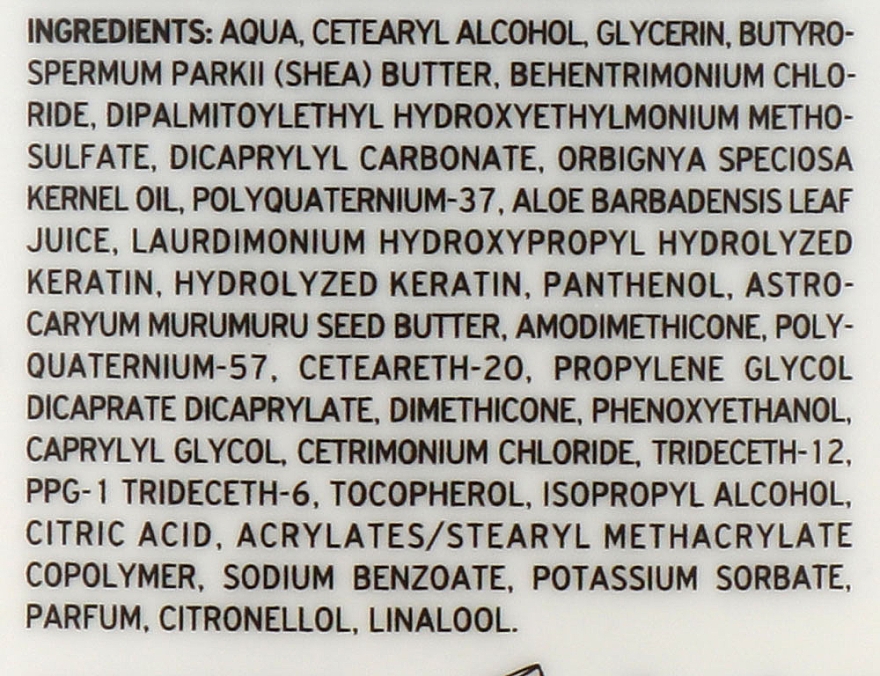 INGREDIENTS: AQUA, CETEARYL ALCOHOL, GLYCERIN, BUTYRO-
SPERMUM PARKII (SHEA) BUTTER, BEHENTRIMONIUM CHLO-
RIDE, DIPALMITOYLETHYL HYDROXYETHYLMONIUM METHO-
SULFATE, DICAPRYLYL CARBONATE, ORBIGNYA SPECIOSA
KERNEL OIL, POLYQUATERNIUM-37, ALOE BARBADENSIS LEAF
JUICE, LAURDIMONIUM HYDROXYPROPYL HYDROLYZED
KERATIN, HYDROLYZED KERATIN, PANTHENOL, ASTRO-
CARYUM MURUMURU SEED BUTTER, AMODIMETHICONE, POLY-
QUATERNIUM-57, CETEARETH-20, PROPYLENE GLYCOL
DICAPRATE DICAPRYLATE, DIMETHICONE, PHENOXYETHANOL,
CAPRYLYL GLYCOL, CETRIMONIUM CHLORIDE, TRIDECETH-12,
PPG-1 TRIDECETH-6, TOCOPHEROL, ISOPROPYL ALCOHOL,
CITRIC ACID, ACRYLATES/STEARYL METHACRYLATE
COPOLYMER, SODIUM BENZOATE, POTASSIUM SORBATE,
PARFUM, CITRONELLOL, LINALOOL.